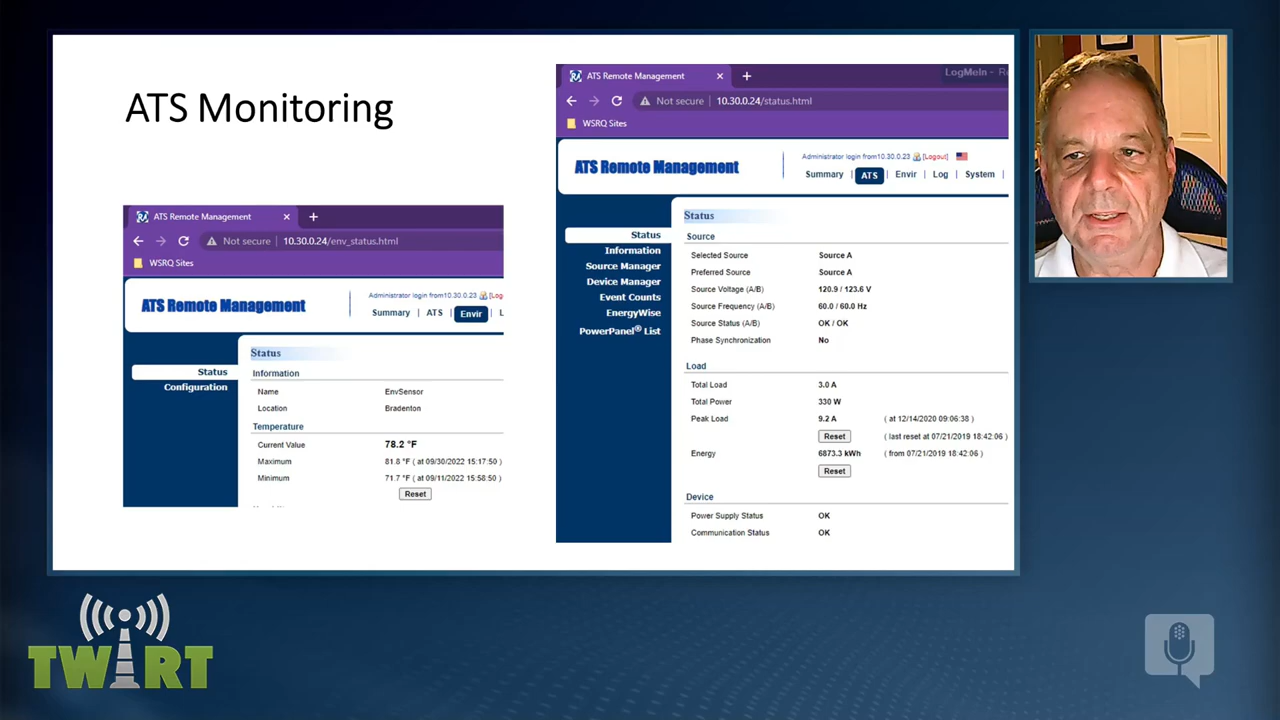 ATS Monitoring
ATS Remote Management
Not secure 10.30.0.24/env_status.html
WSRQ Sites
ATS Remote Management
Administrator login from10.30.0.23 [Log
Summary | ATS | Envir | L
Status
Configuration
Status
Information
Name EnvSensor
Location Bradenton
Temperature
Current Value 78.2 °F
Maximum 81.8 °F ( at 09/30/2022 15:17:50 )
Minimum 71.7 °F ( at 09/11/2022 15:58:50 )
Reset
ATS Remote Management
LogMeIn - Re
Not secure 10.30.0.24/status.html
WSRQ Sites
ATS Remote Management
Administrator login from10.30.0.23 [Logout]
Summary | ATS | Envir | Log | System |
Status
Information
Source Manager
Device Manager
Event Counts
EnergyWise
PowerPanel® List
Status
Source
Selected Source Source A
Preferred Source Source A
Source Voltage (A/B) 120.9 / 123.6 V
Source Frequency (A/B) 60.0 / 60.0 Hz
Source Status (A/B) OK / OK
Phase Synchronization No
Load
Total Load 3.0 A
Total Power 330 W
Peak Load 9.2 A ( at 12/14/2020 09:06:38 )
Reset ( last reset at 07/21/2019 18:42:06 )
Energy 6873.3 kWh ( from 07/21/2019 18:42:06 )
Reset
Device
Power Supply Status OK
Communication Status OK
TWiRT